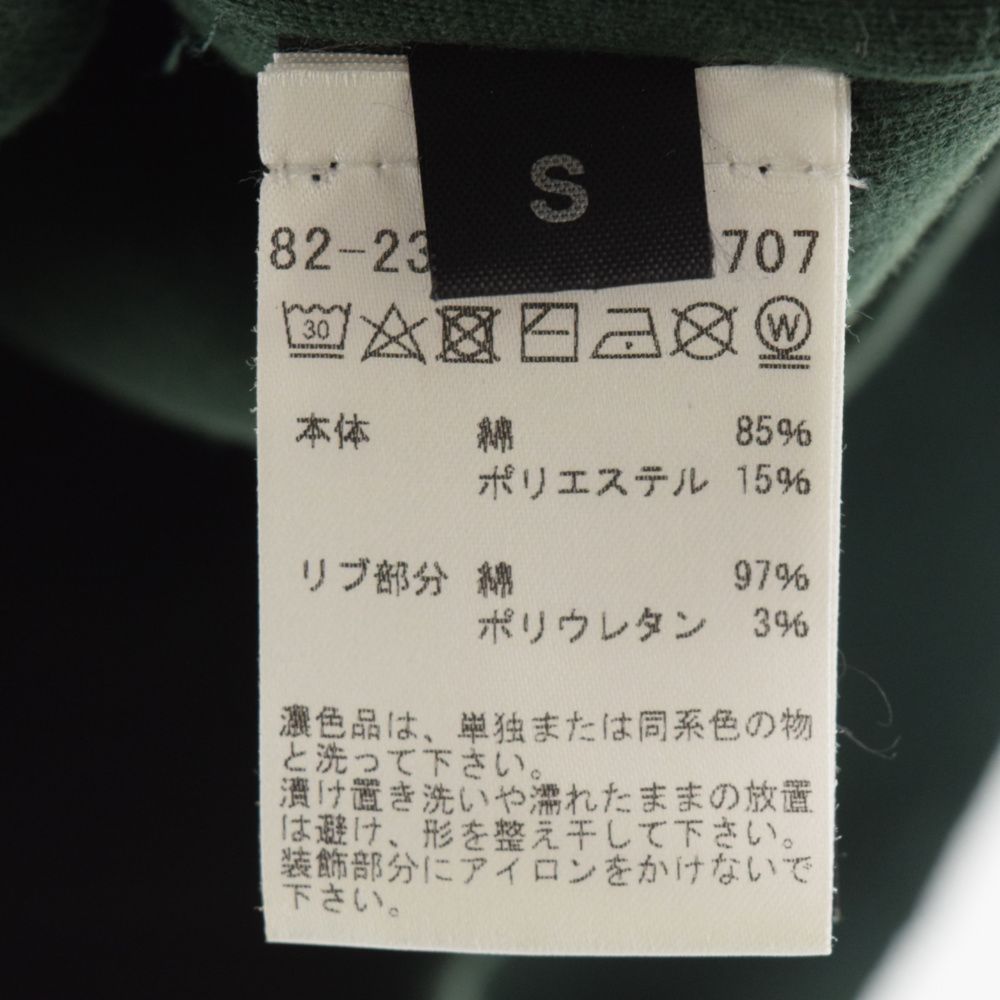 S
82-23 707
30 W
本体 綿 85%
ポリエステル 15%
リブ部分 綿 97%
ポリウレタン 3%
濃色品は、単独または同系色の物
と洗って下さい。
漬け置き洗いや濡れたままの放置
は避け、形を整え干して下さい。
装飾部分にアイロンをかけないで
下さい。